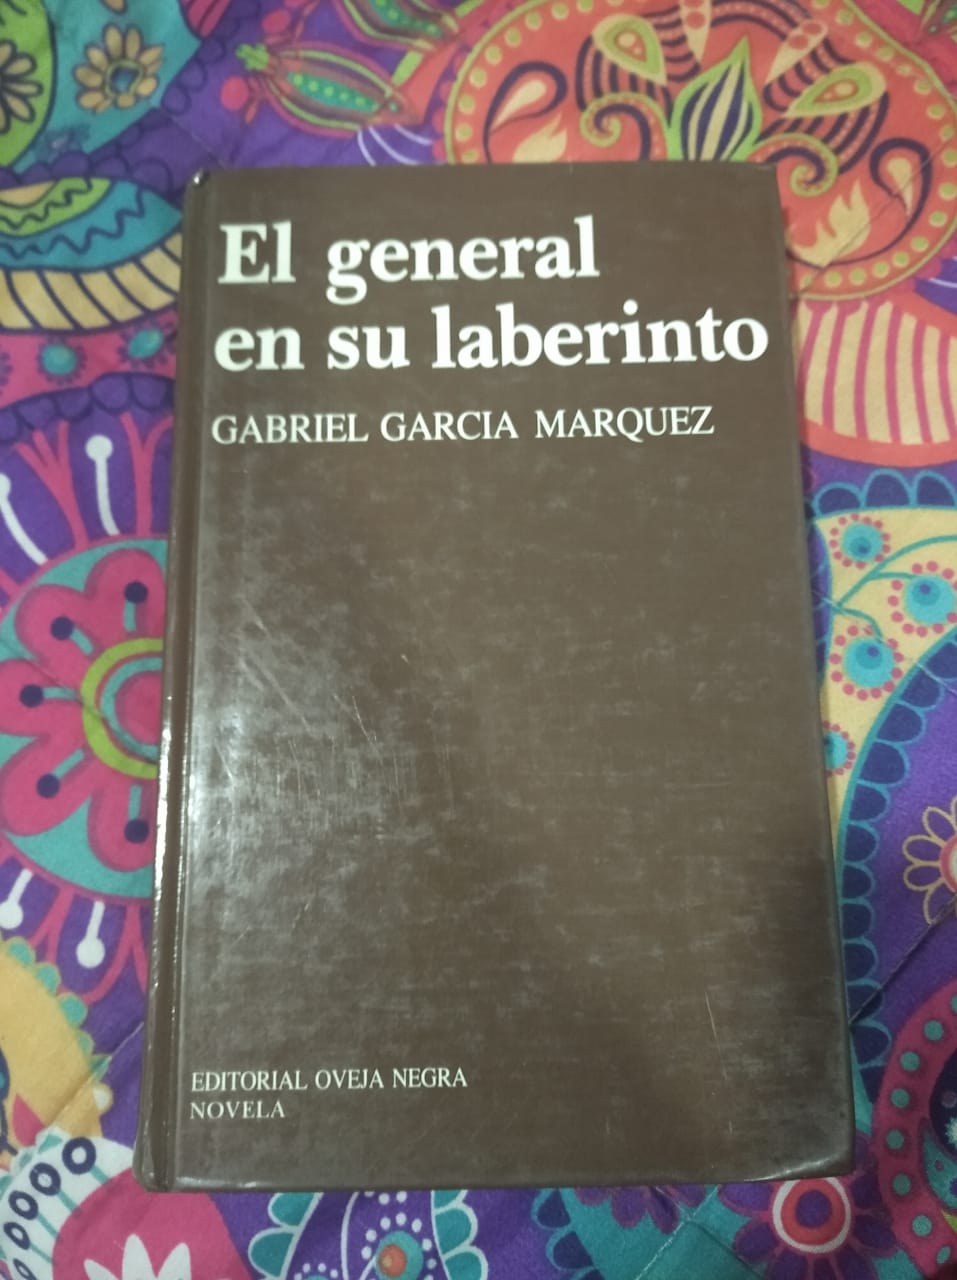 El general
en su laberinto
GABRIEL GARCIA MARQUEZ
EDITORIAL OVEJA NEGRA
NOVELA